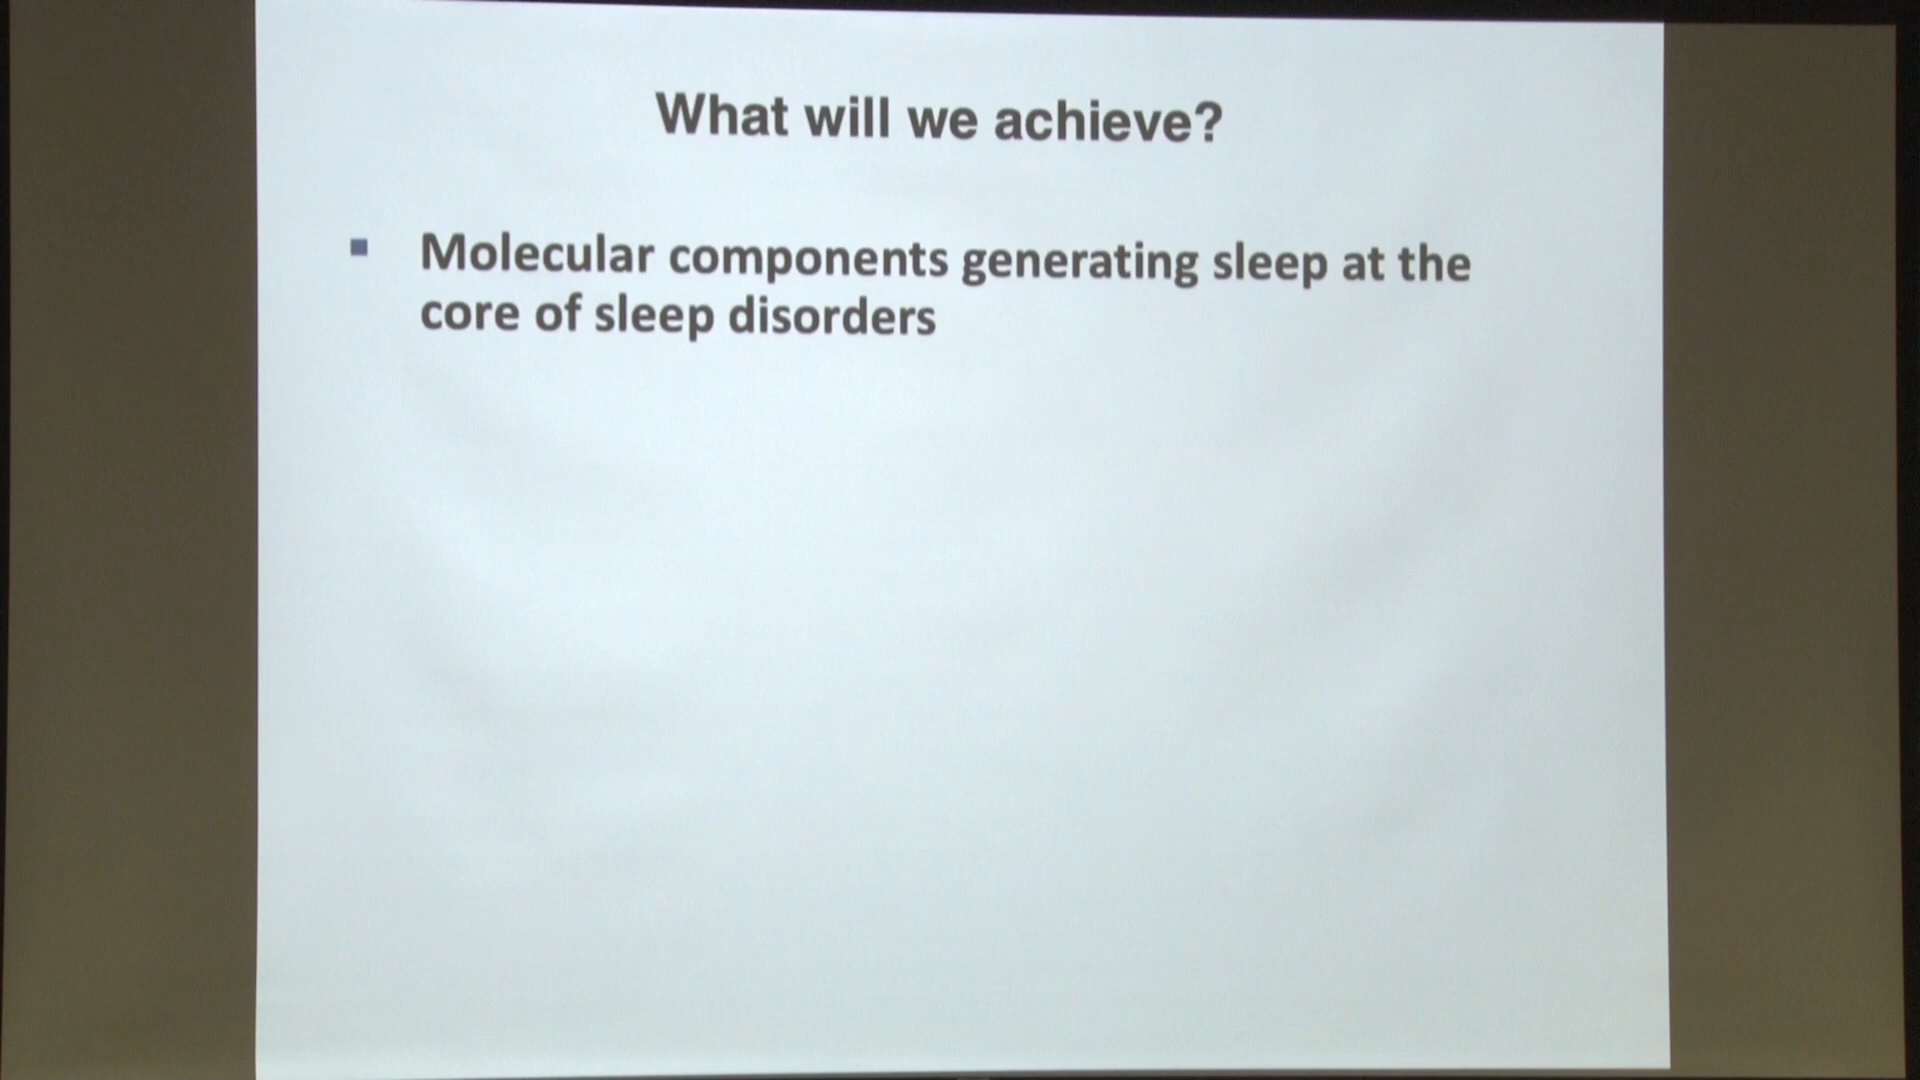 What will we achieve?
Molecular components generating sleep at the
core of sleep disorders